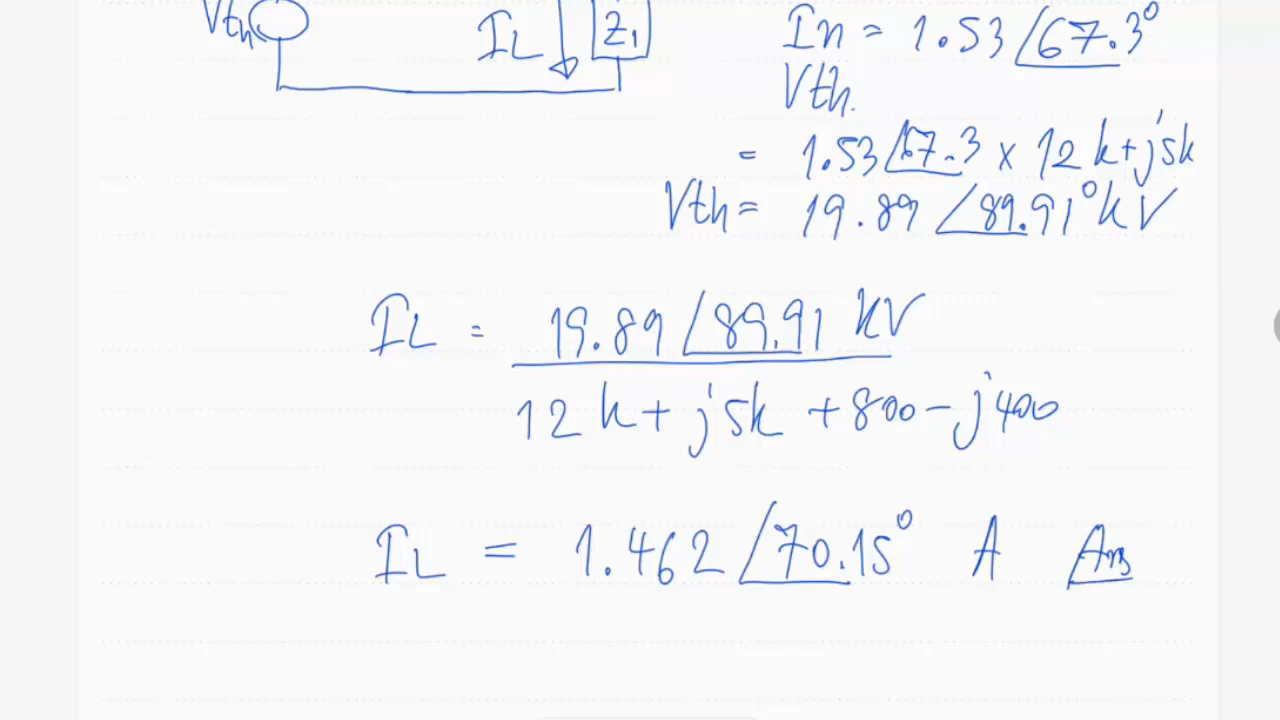 Vth
IL
Z1
In = 1.53 ∠67.3°
Vth.
= 1.53∠67.3 x 12k+j5k
Vth = 19.89 ∠89.91° kV
IL = 19.89 ∠89.91 kV
12k + j5k + 800 - j400
IL = 1.462 ∠70.15° A Ans